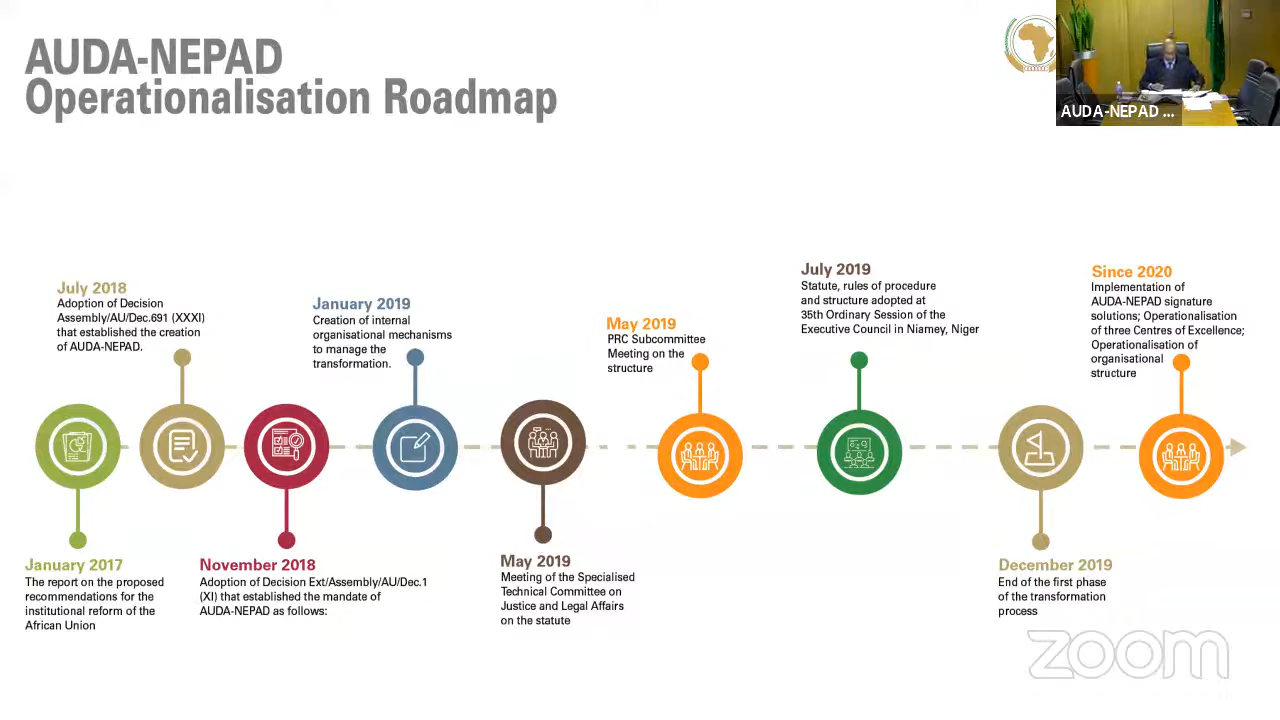 AUDA-NEPAD
Operationalisation Roadmap
AUDA-NEPAD ...
July 2018
Adoption of Decision
Assembly/AU/Dec.691 (XXXI)
that established the creation
of AUDA-NEPAD.
January 2019
Creation of internal
organisational mechanisms
to manage the
transformation.
May 2019
PRC Subcommittee
Meeting on the
structure
July 2019
Statute, rules of procedure
and structure adopted at
35th Ordinary Session of the
Executive Council in Niamey, Niger
Since 2020
Implementation of
AUDA-NEPAD signature
solutions; Operationalisation
of three Centres of Excellence;
Operationalisation of
organisational
structure
January 2017
The report on the proposed
recommendations for the
institutional reform of the
African Union
November 2018
Adoption of Decision Ext/Assembly/AU/Dec.1
(XI) that established the mandate of
AUDA-NEPAD as follows:
May 2019
Meeting of the Specialised
Technical Committee on
Justice and Legal Affairs
on the statute
December 2019
End of the first phase
of the transformation
process
zoom